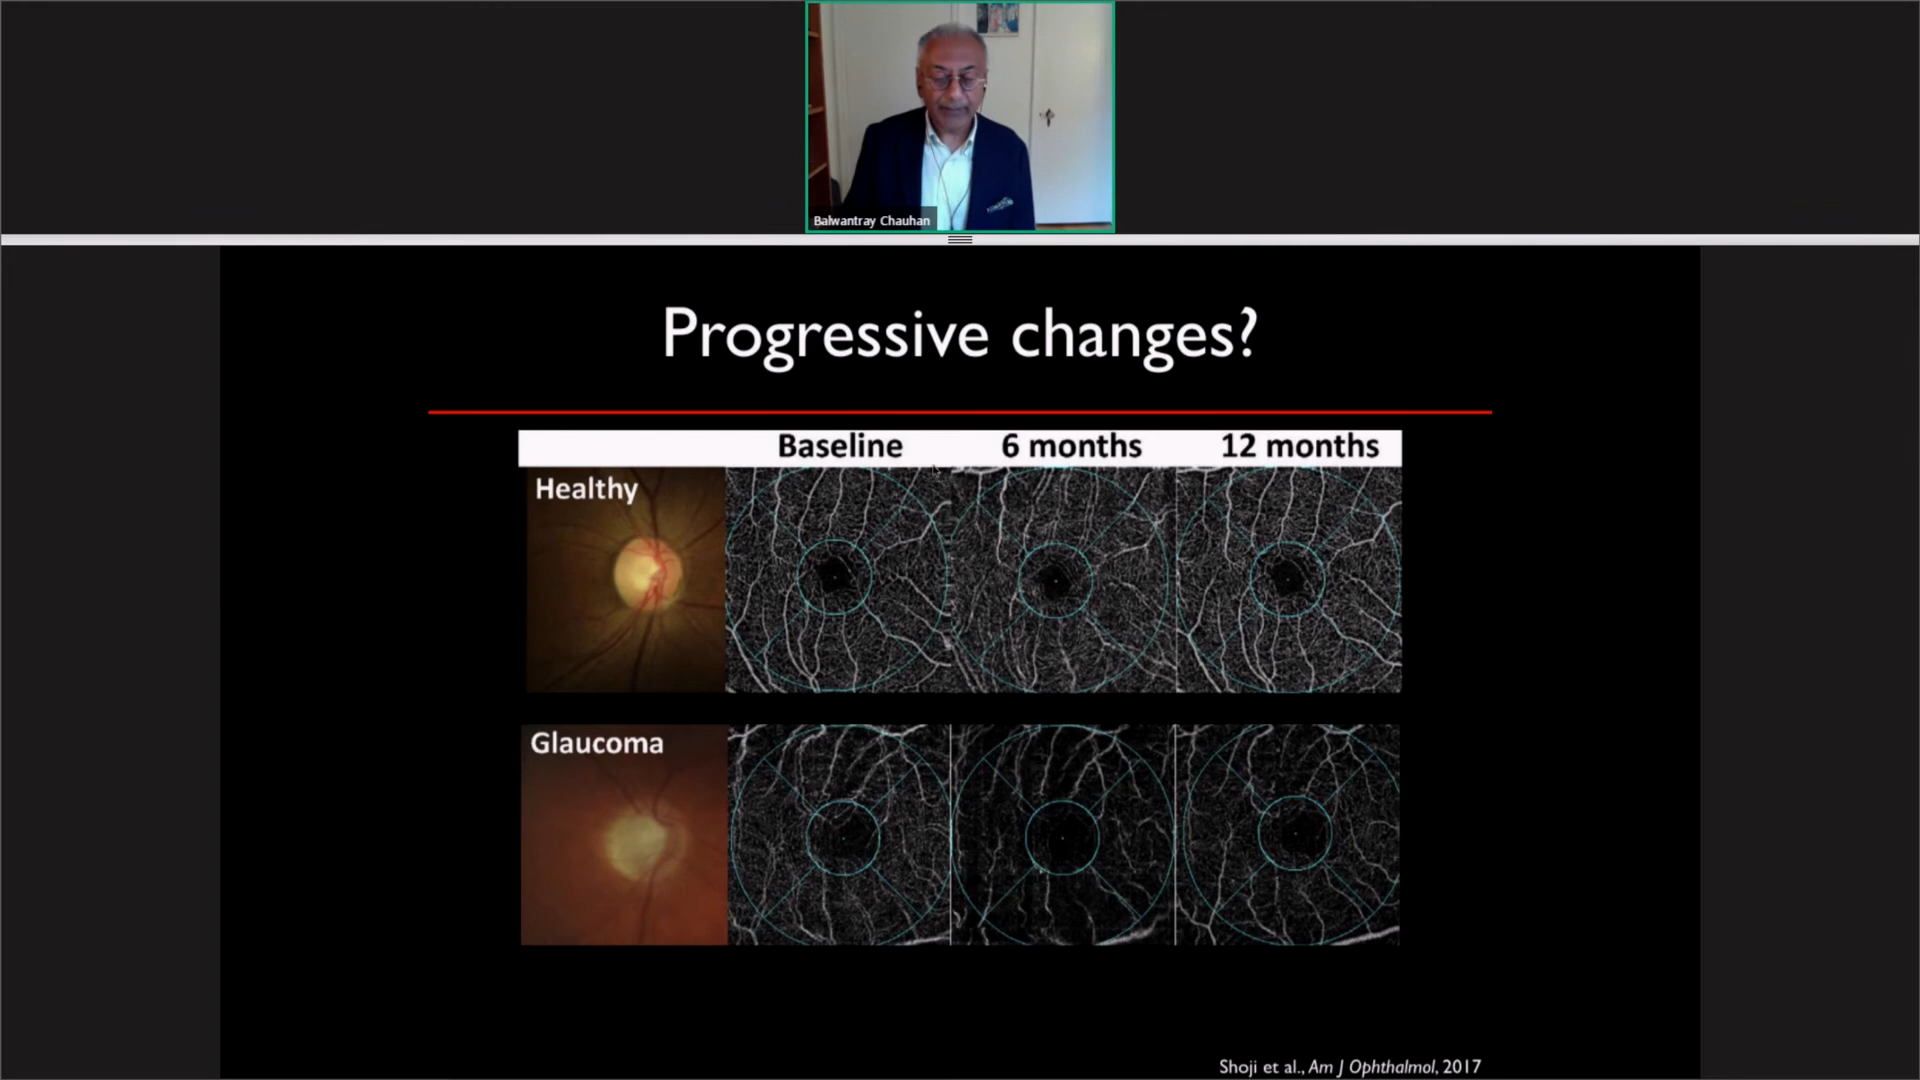 Balwantray Chauhan
Progressive changes?
Baseline 6 months 12 months
Healthy
Glaucoma
Shoji et al., Am J Ophthalmol, 2017